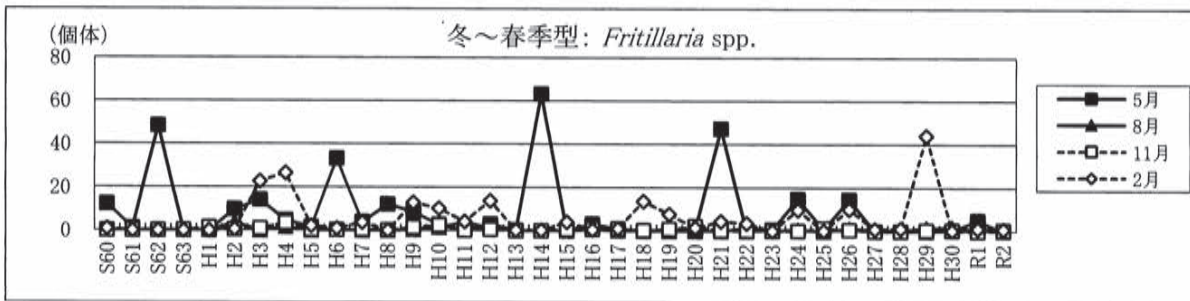 (個体)
冬～春季型: Fritillaria spp.
80
60
40
20
0
S60 S61 S62 S63 H1 H2 H3 H4 H5 H6 H7 H8 H9 H10 H11 H12 H13 H14 H15 H16 H17 H18 H19 H20 H21 H22 H23 H24 H25 H26 H27 H28 H29 H30 R1 R2
5月
8月
11月
2月